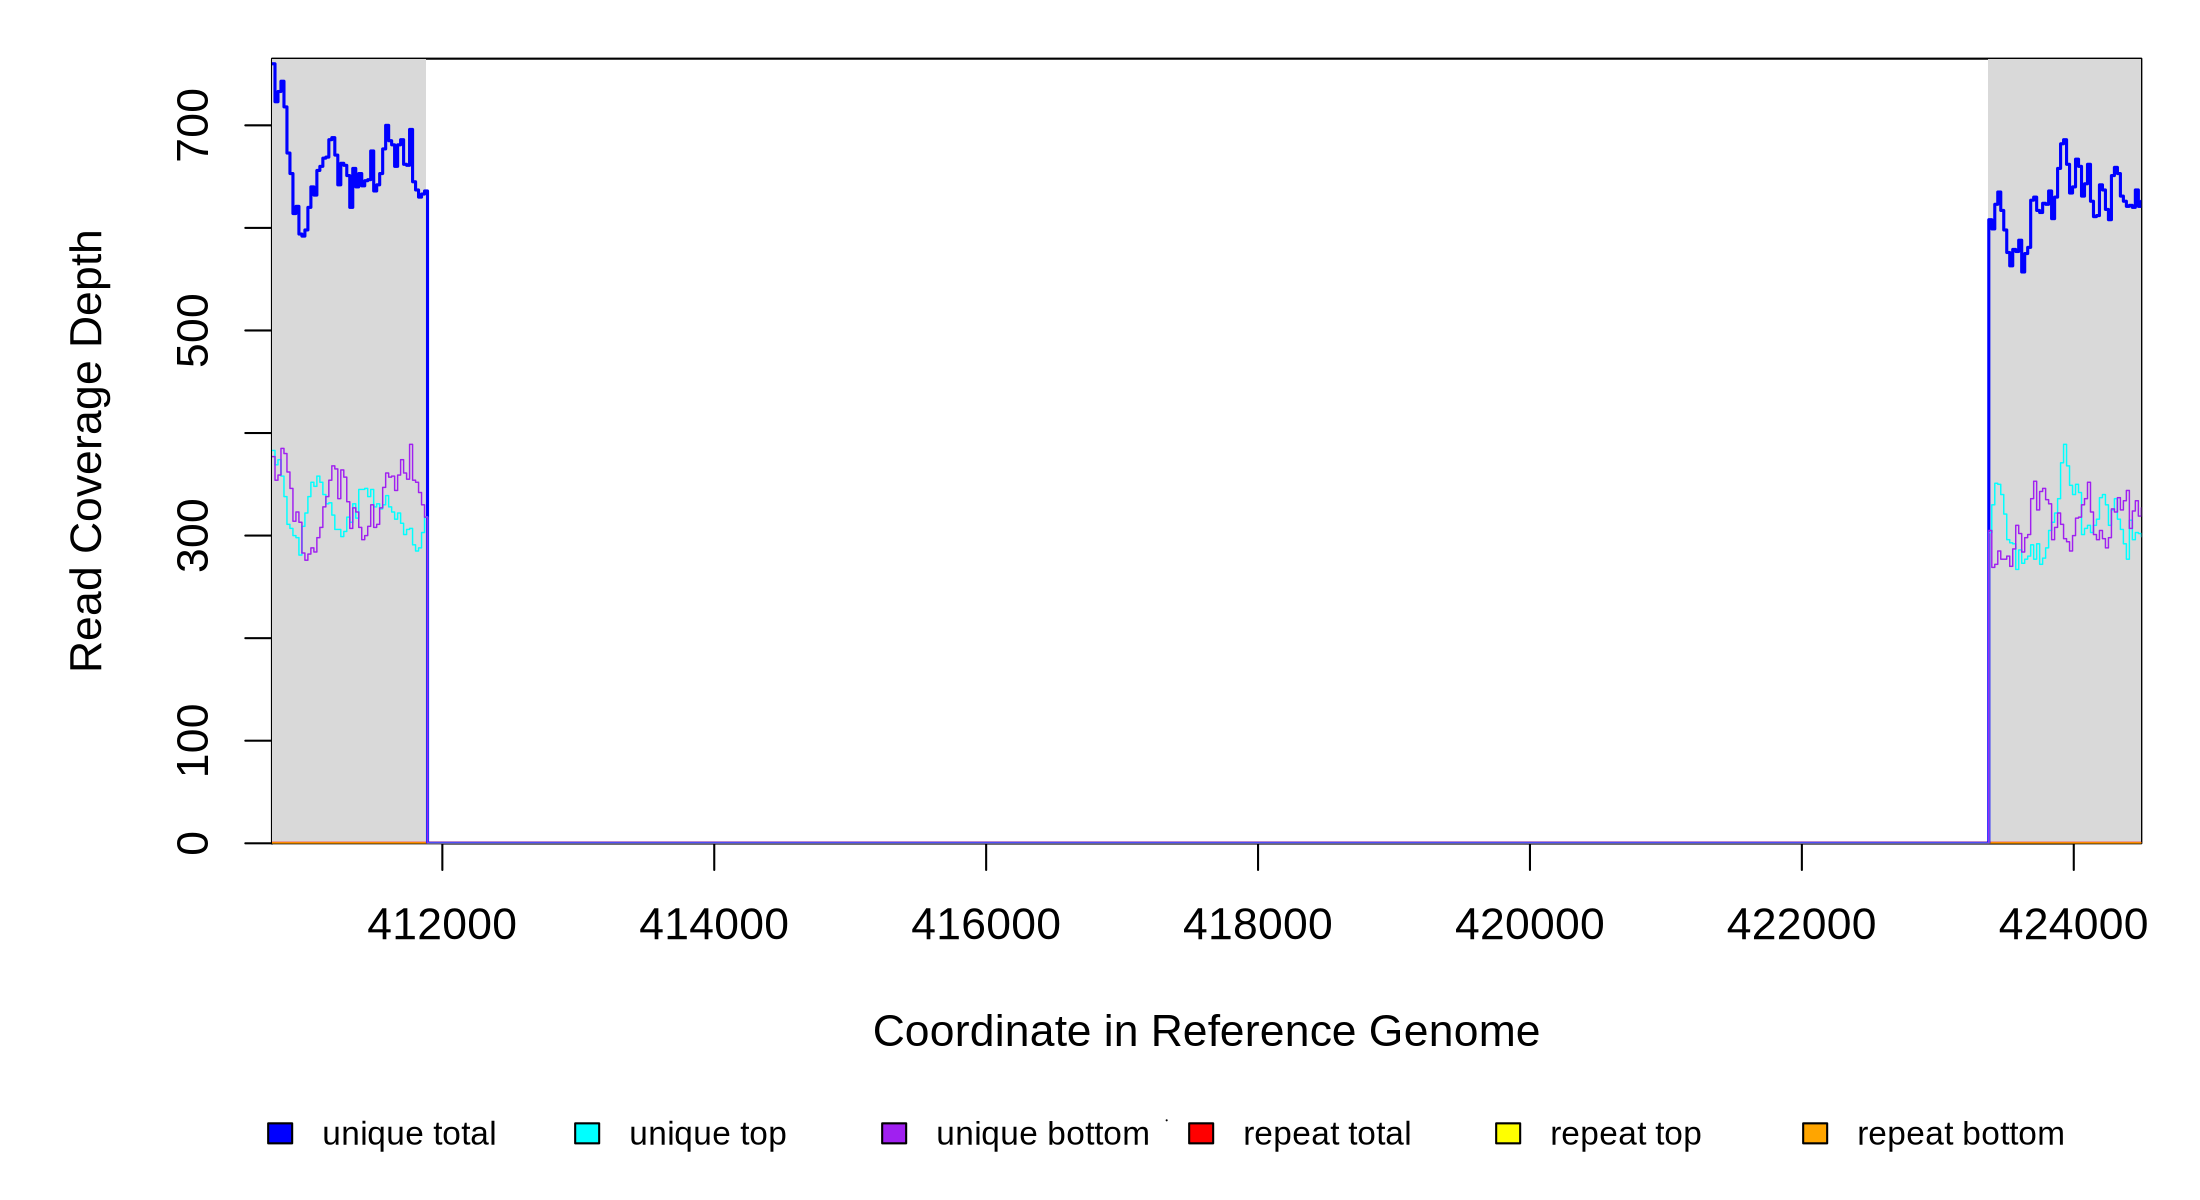 Read Coverage Depth
700
500
300
100
0
412000 414000 416000 418000 420000 422000 424000
Coordinate in Reference Genome
unique total unique top unique bottom repeat total repeat top repeat bottom